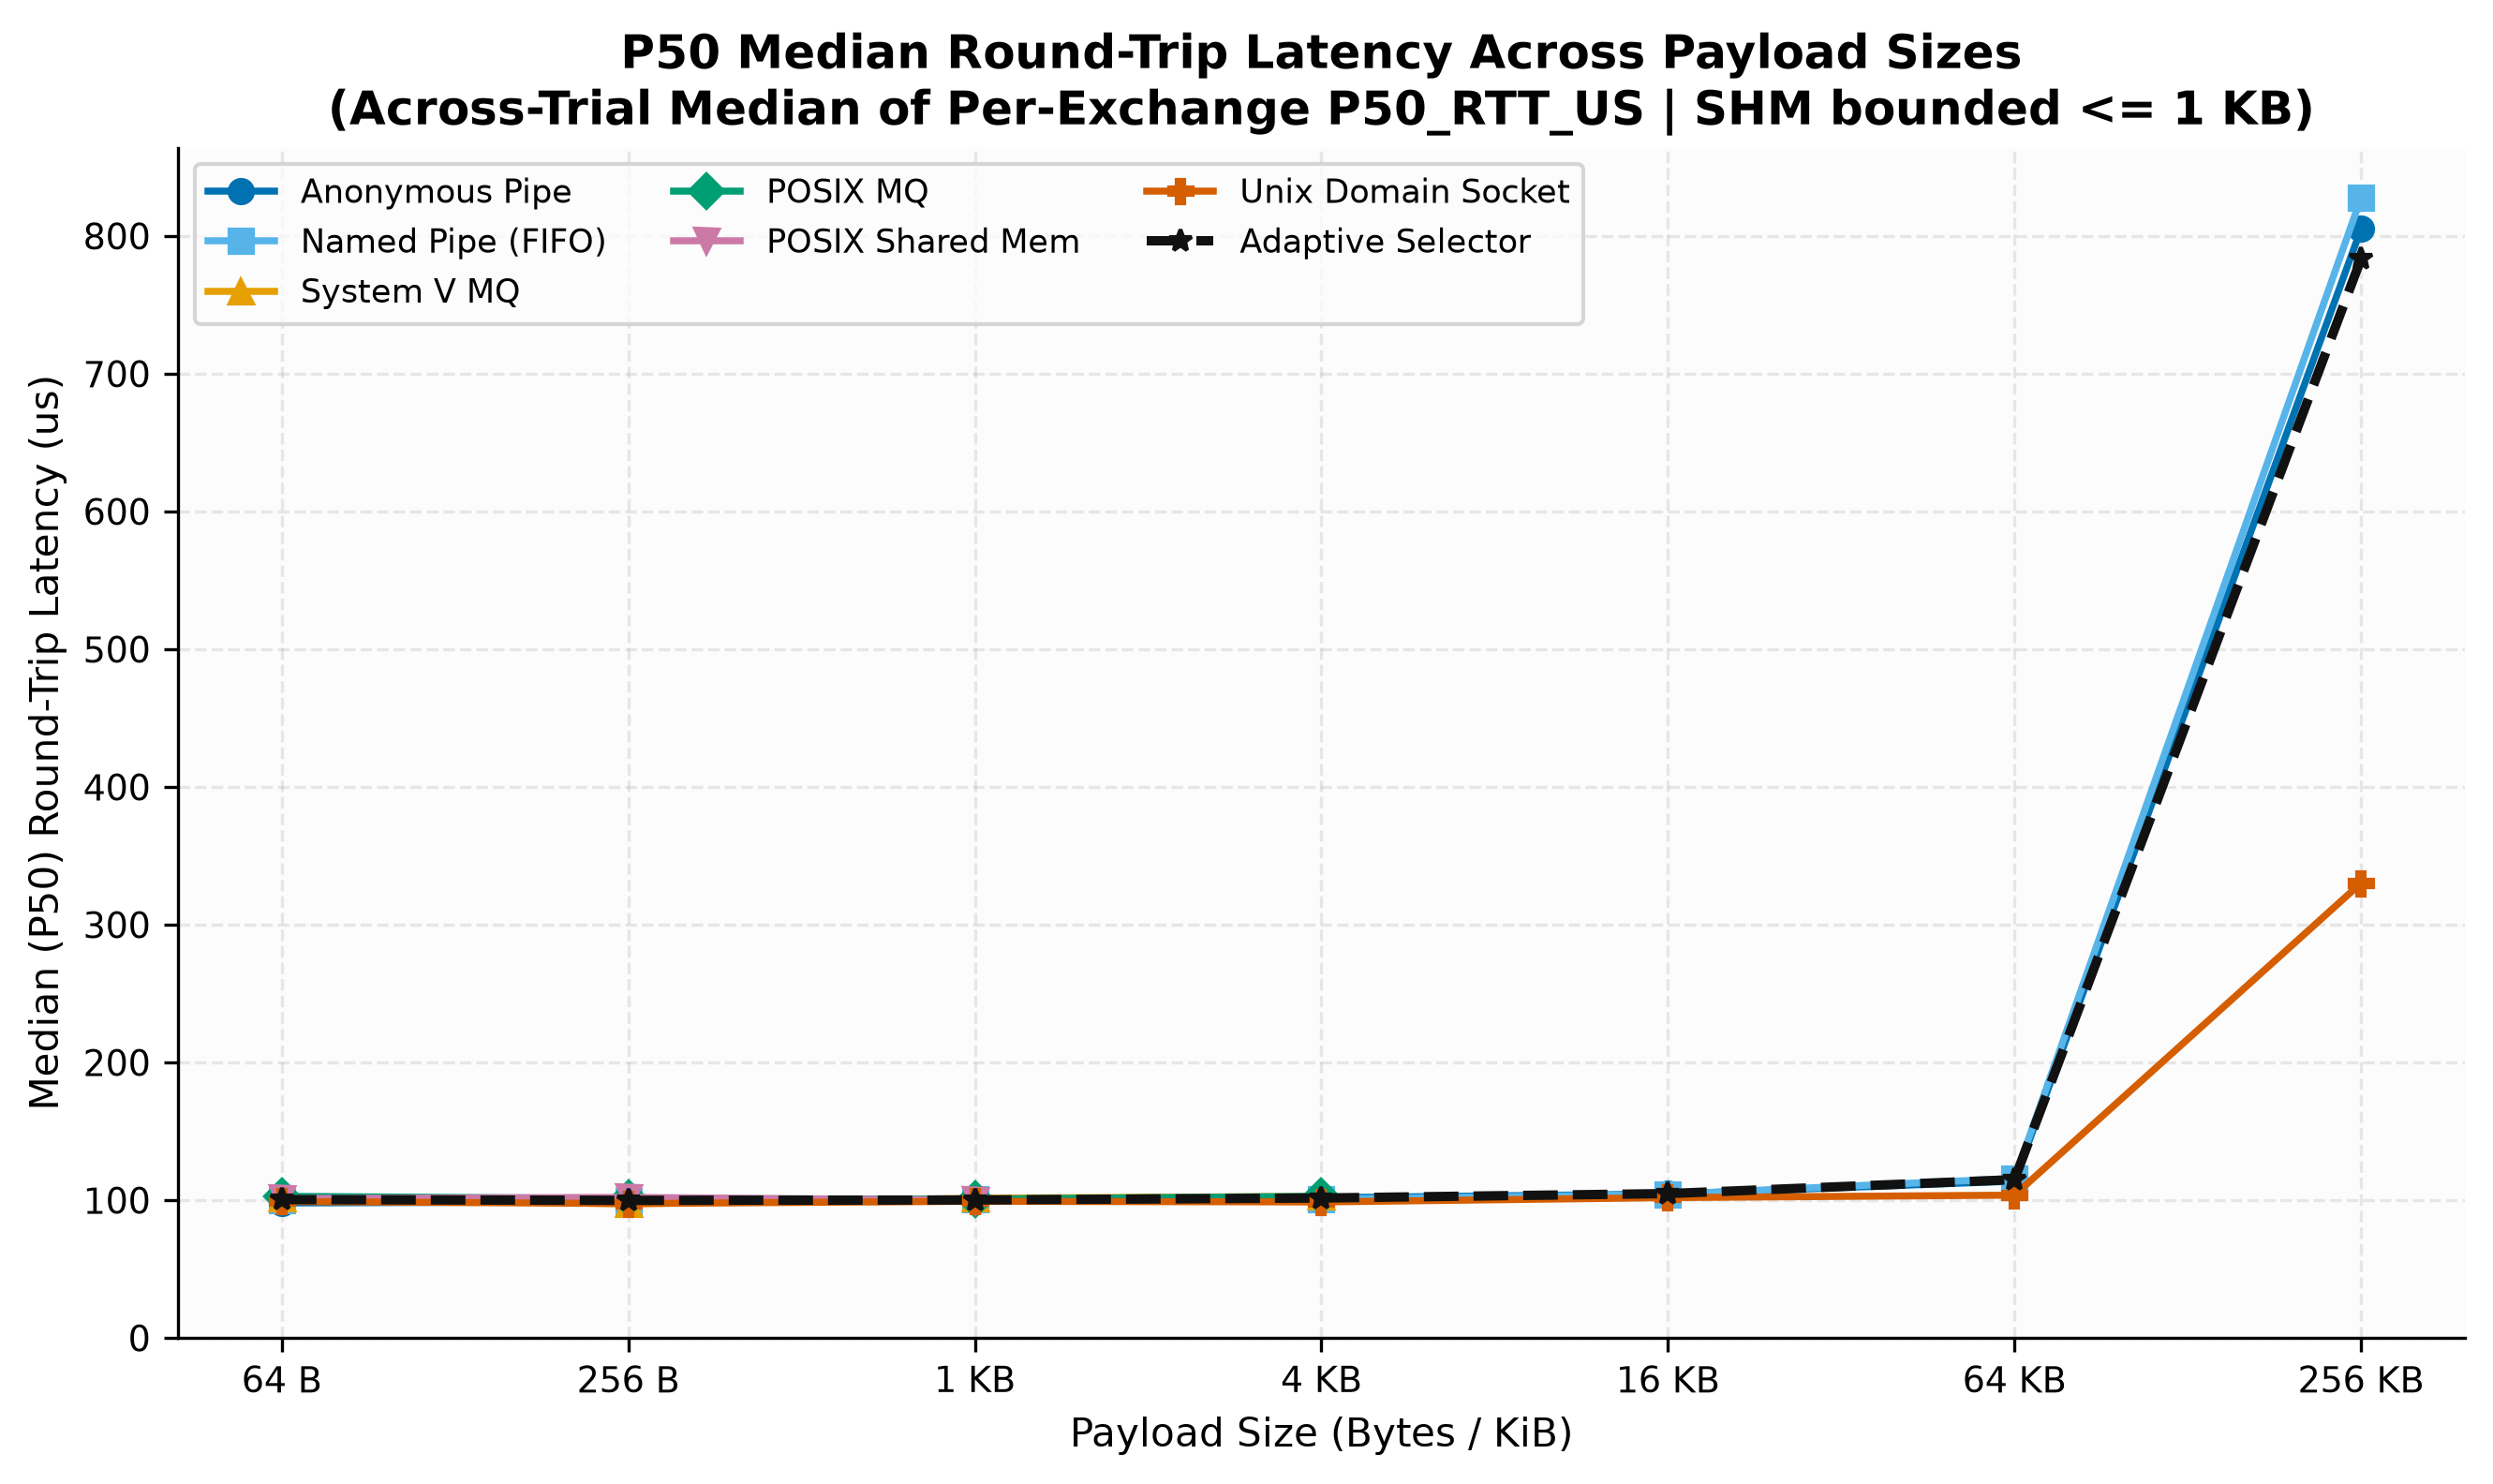 P50 Median Round-Trip Latency Across Payload Sizes
(Across-Trial Median of Per-Exchange P50_RTT_US | SHM bounded <= 1 KB)
Anonymous Pipe
Named Pipe (FIFO)
System V MQ
POSIX MQ
POSIX Shared Mem
Unix Domain Socket
Adaptive Selector
Median (P50) Round-Trip Latency (us)
800
700
600
500
400
300
200
100
0
64 B
256 B
1 KB
4 KB
16 KB
64 KB
256 KB
Payload Size (Bytes / KiB)